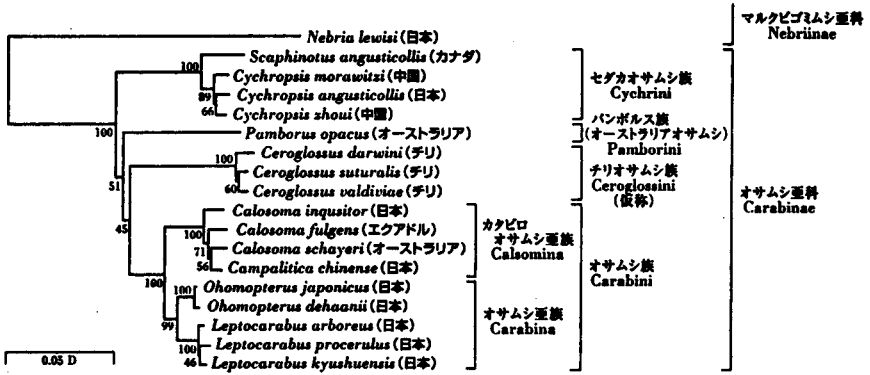 マルクビゴミムシ亜科
Nebriinae
Nebria lewisi (日本)
Scaphinotus angusticollis (カナダ)
100
Cychropsis morawitzi (中国)
89
Cychropsis angusticollis (日本)
66
Cychropsis zhoui (中国)
セダカオサムシ族
Cychrini
100
Pamborus opacus (オーストラリア)
パンボルス族
(オーストラリアオサムシ)
Pamborini
51
Ceroglossus darwini (チリ)
100
Ceroglossus suturalis (チリ)
60
Ceroglossus valdiviae (チリ)
チリオサムシ族
Ceroglossini
(仮称)
オサムシ亜科
Carabinae
45
Calosoma inqusitor (日本)
100
Calosoma fulgens (エクアドル)
71
Calosoma schayeri (オーストラリア)
56
Campalitica chinense (日本)
カタビロ
オサムシ亜族
Calsomina
オサムシ族
Carabini
100
Ohomopterus japonicus (日本)
100
Ohomopterus dehaanii (日本)
99
Leptocarabus arboreus (日本)
100
Leptocarabus procerulus (日本)
46
Leptocarabus kyushuensis (日本)
オサムシ亜族
Carabina
0.05 D